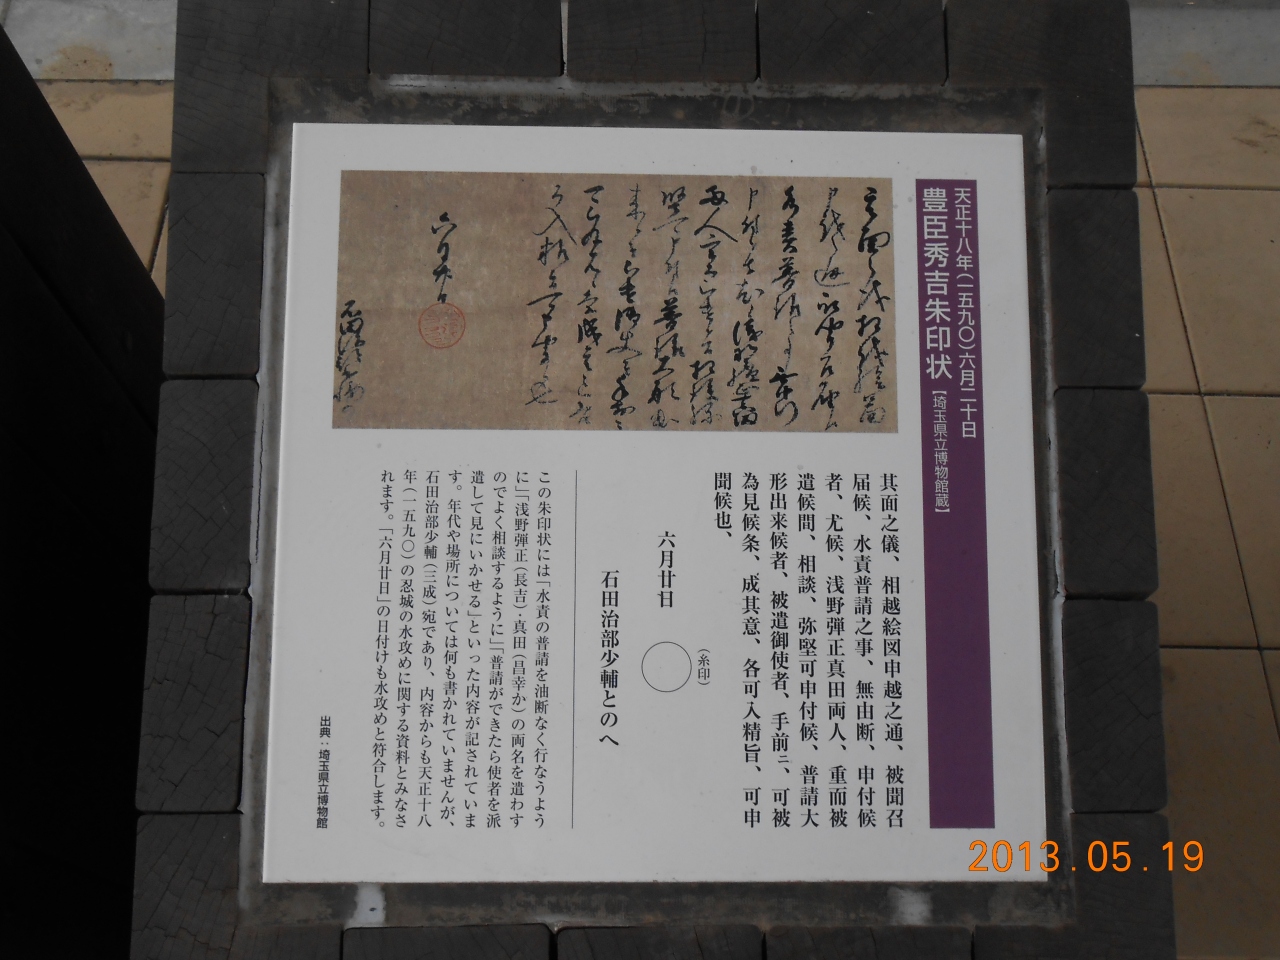 天正十八年(一五九〇)六月二十日
豊臣秀吉朱印状【埼玉県立博物館蔵】
其面之儀、相越絵図申越之通、被聞召
届候、水責普請之事、無由断、申付候
者、尤候、浅野弾正真田両人、重而被
遣候間、相談、弥堅可申付候、普請大
形出来候者、被遣御使者、手前ニ、可被
為見候条、成其意、各可入精旨、可申
聞候也、
(糸印)
六月廿日
石田治部少輔とのへ
この朱印状には「水責の普請を油断なく行なうよう
に」「浅野弾正(長吉)・真田(昌幸か)の両名を遣わす
のでよく相談するように」「普請ができたら使者を派
遣して見にいかせる」といった内容が記されていま
す。年代や場所については何も書かれていませんが、
石田治部少輔(三成)宛であり、内容からも天正十八
年(一五九〇)の忍城の水攻めに関する資料とみなさ
れます。「六月廿日」の日付けも水攻めと符合します。
出典:埼玉県立博物館
2013.05.19